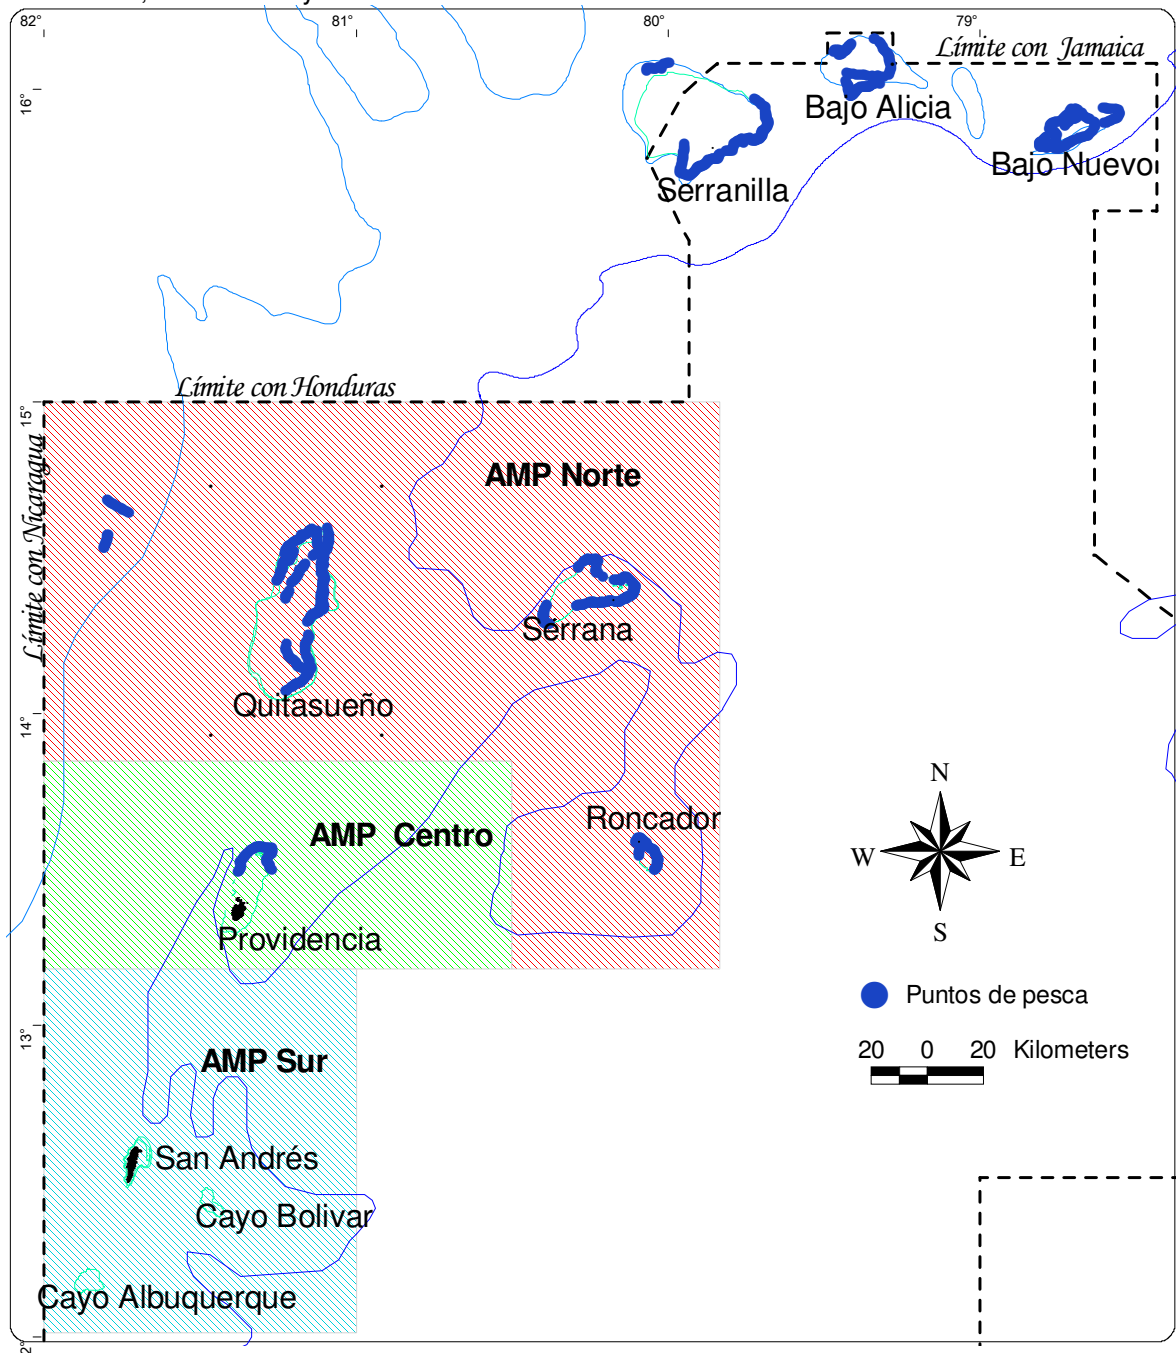 82°
81°
80°
79°
Límite con Jamaica
16°
Bajo Alicia
Bajo Nuevo
Serranilla
Límite con Honduras
15°
Límite con Nicaragua
AMP Norte
Serrana
Quitasueño
14°
N
Roncador
AMP Centro
W
E
S
Providencia
Puntos de pesca
13°
20 0 20 Kilometers
AMP Sur
San Andrés
Cayo Bolivar
Cayo Albuquerque
2°